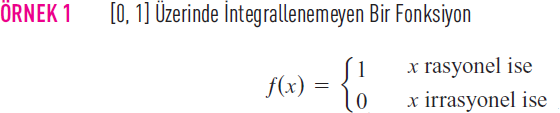 ÖRNEK 1 [0, 1] Üzerinde İntegrallenemeyen Bir Fonksiyon
f(x) = { 1 x rasyonel ise
0 x irrasyonel ise